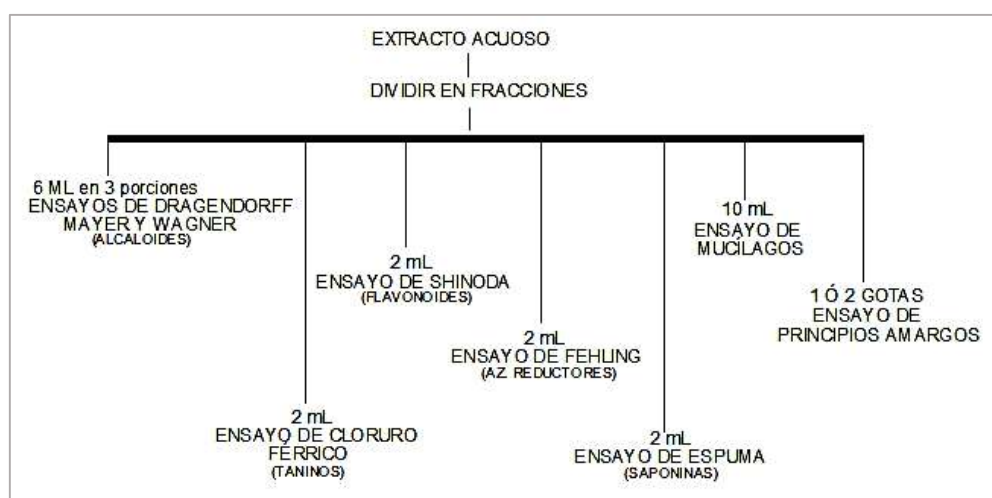 EXTRACTO ACUOSO
DIVIDIR EN FRACCIONES
6 ML en 3 porciones
ENSAYOS DE DRAGENDORFF
MAYER Y WAGNER
(ALCALOIDES)
2 mL
ENSAYO DE CLORURO
FÉRRICO
(TANINOS)
2 mL
ENSAYO DE SHINODA
(FLAVONOIDES)
2 mL
ENSAYO DE FEHLING
(AZ. REDUCTORES)
2 mL
ENSAYO DE ESPUMA
(SAPONINAS)
10 mL
ENSAYO DE
MUCÍLAGOS
1 Ó 2 GOTAS
ENSAYO DE
PRINCIPIOS AMARGOS